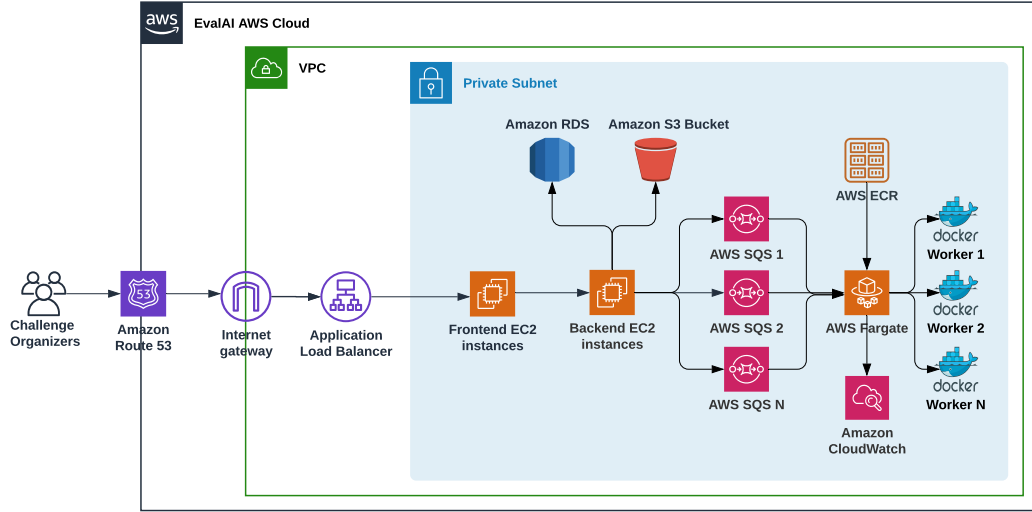 aws
EvalAI AWS Cloud
VPC
Private Subnet
Amazon RDS
Amazon S3 Bucket
AWS ECR
docker
Worker 1
AWS SQS 1
53
Challenge
Organizers
Amazon
Route 53
Internet
gateway
Application
Load Balancer
Frontend EC2
instances
Backend EC2
instances
AWS SQS 2
AWS Fargate
docker
Worker 2
AWS SQS N
docker
Worker N
Amazon
CloudWatch